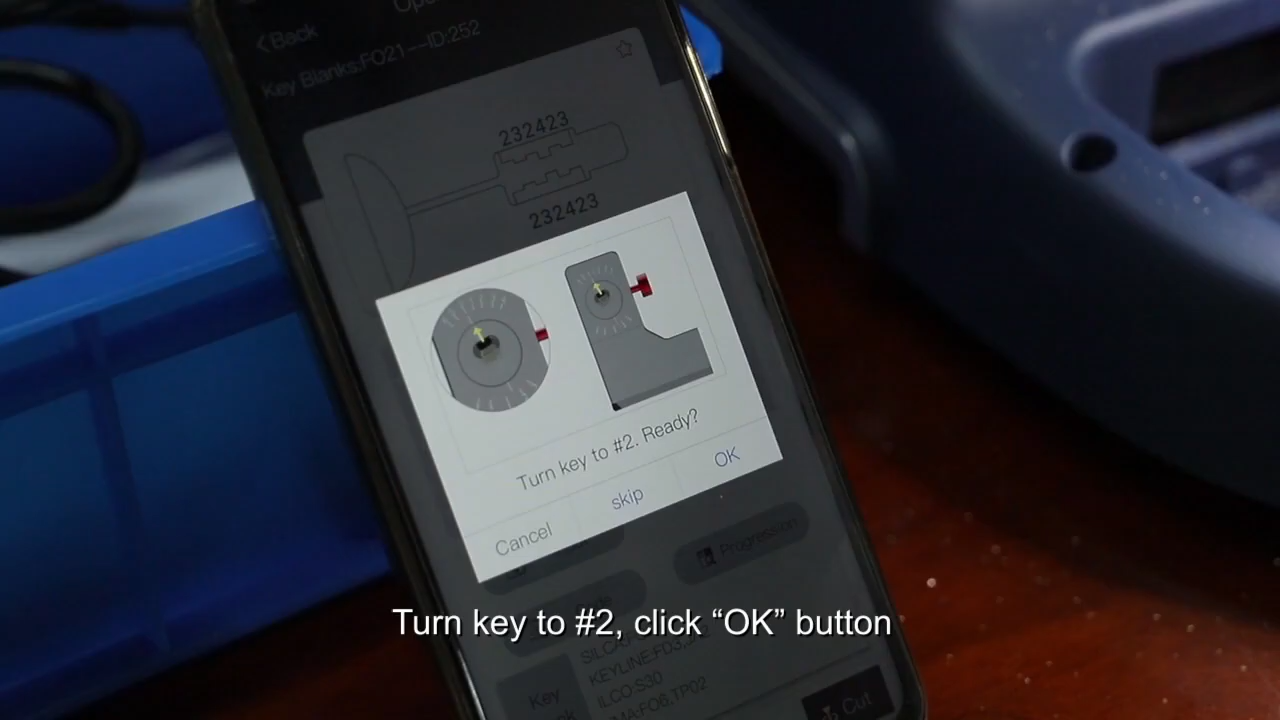 Back
Key Blanks:FO21---ID:252
232423
232423
Turn key to #2. Ready?
Cancel
skip
OK
Progression
Turn key to #2, click “OK” button
KEYLINE:FD3,
ILCO:S30
Key
Cut